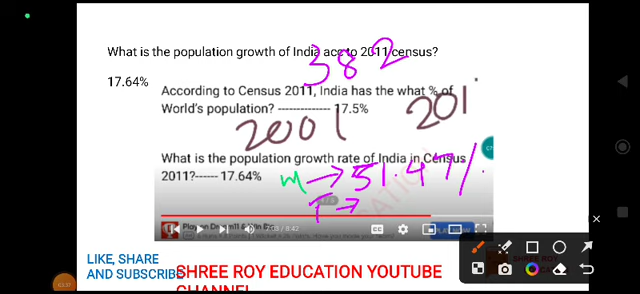 What is the population growth of India acc to 2011 census?
382
17.64%
According to Census 2011, India has the what % of
World's population? -------------- 17.5%
2001 201
What is the population growth rate of India in Census
2011?------ 17.64%
m → 51.47%
T →
LIKE, SHARE
AND SUBSCRIBE
SHREE ROY EDUCATION YOUTUBE
CHANNEL